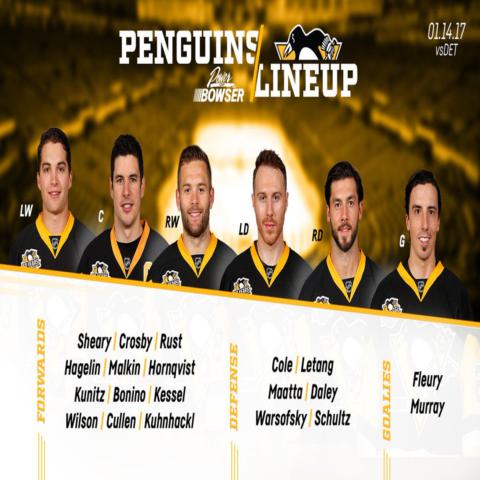 PENGUINS
LINEUP
Power
BOWSER
01.14.17
vsDET
LW
C
RW
LD
RD
G
FORWARDS
Sheary | Crosby | Rust
Hagelin | Malkin | Hornqvist
Kunitz | Bonino | Kessel
Wilson | Cullen | Kuhnhackl
DEFENSE
Cole | Letang
Maatta | Daley
Warsofsky | Schultz
GOALIES
Fleury
Murray